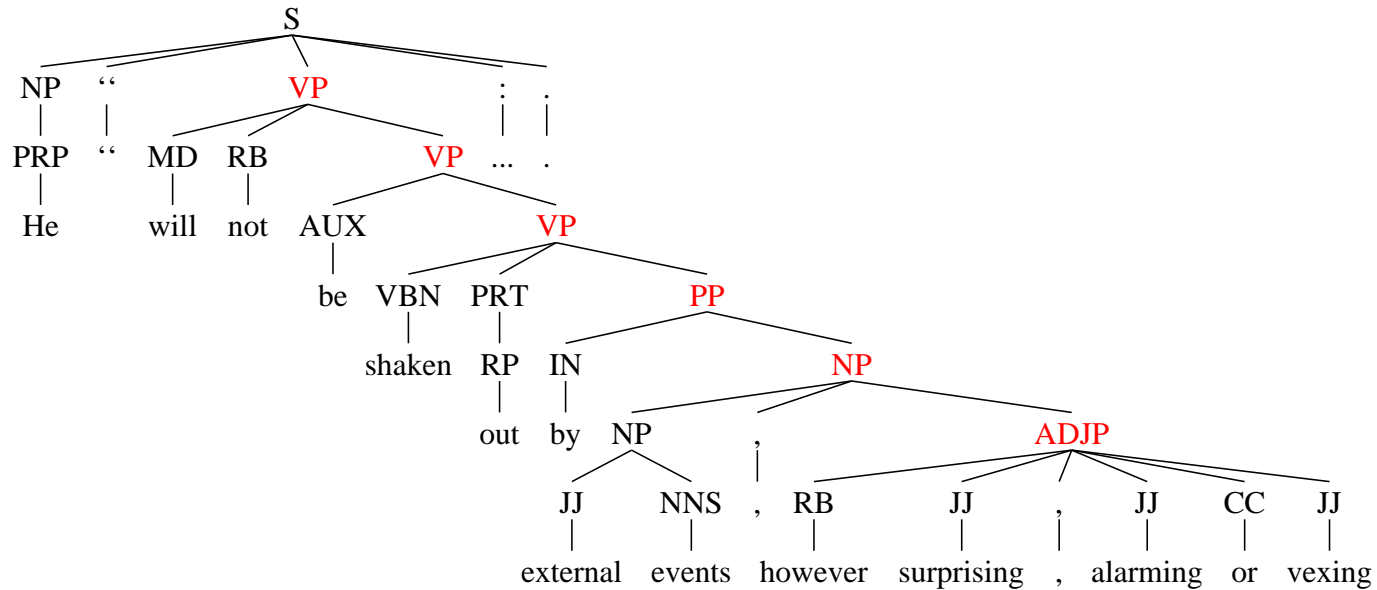 S
NP “ VP : .
PRP “ MD RB VP ... .
He will not AUX VP
be VBN PRT PP
shaken RP IN NP
out by NP , ADJP
JJ NNS , RB JJ , JJ CC JJ
external events however surprising , alarming or vexing